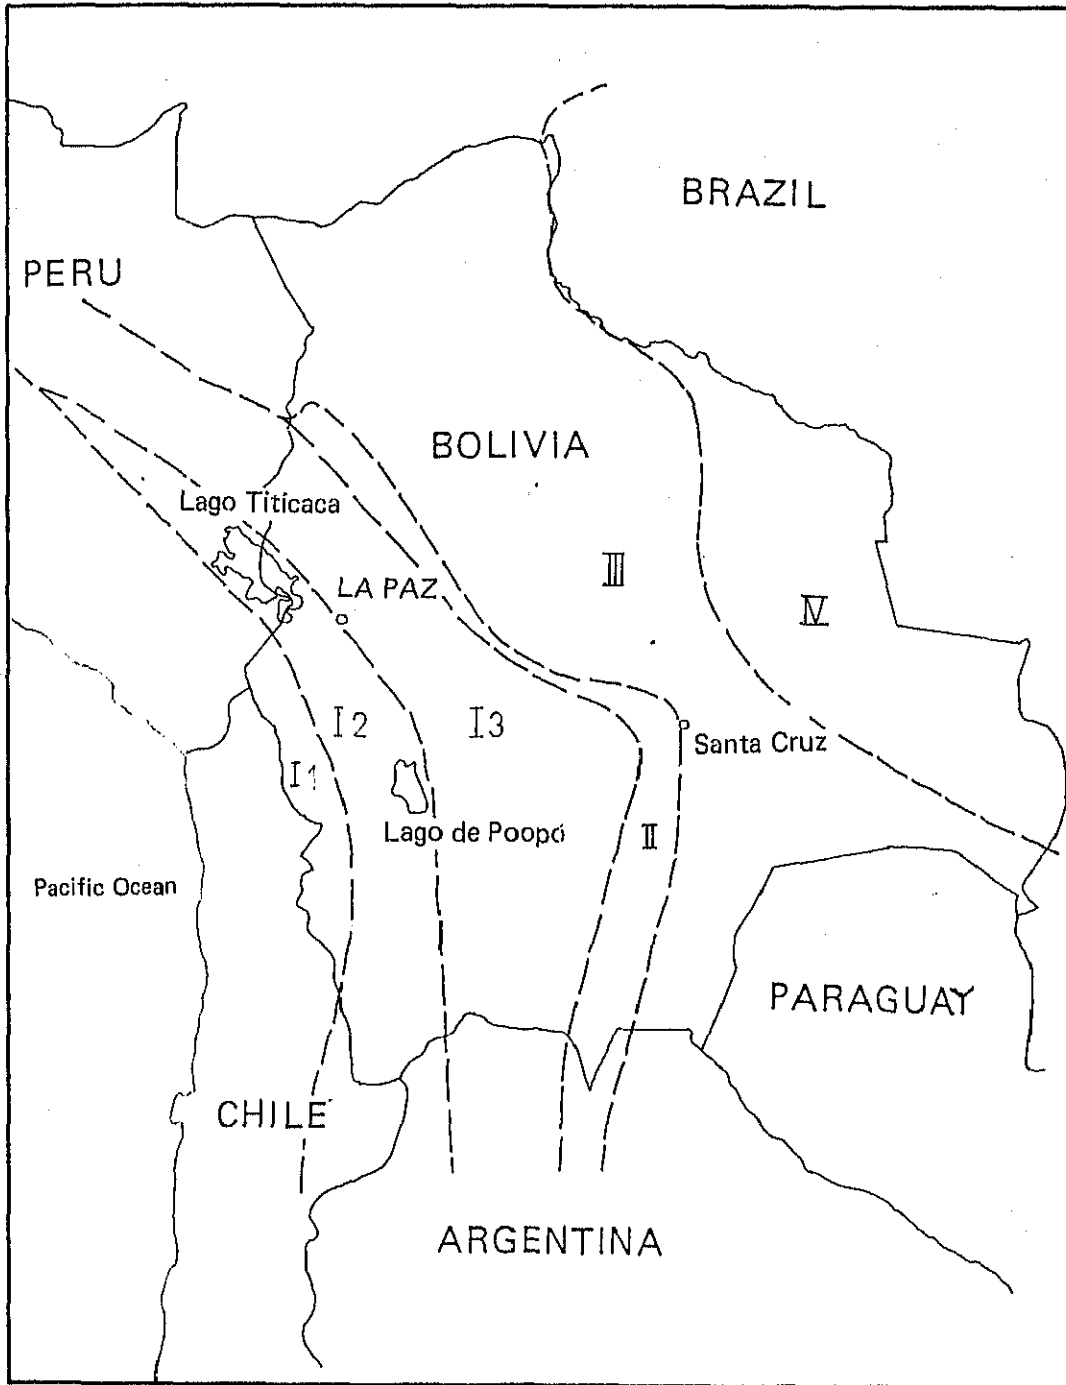 BRAZIL
PERU
BOLIVIA
Lago Titicaca
III
LA PAZ
IV
I2
I3
Santa Cruz
I1
Lago de Poopó
II
Pacific Ocean
PARAGUAY
CHILE
ARGENTINA